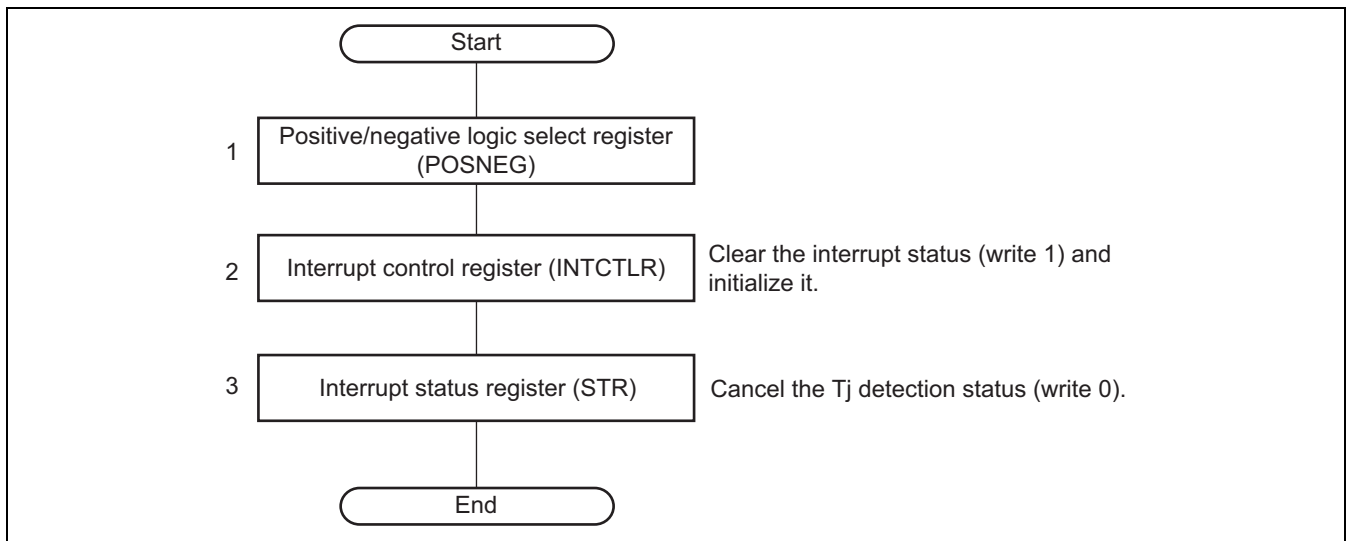 Start
1
Positive/negative logic select register
(POSNEG)
2
Interrupt control register (INTCTLR)
Clear the interrupt status (write 1) and
initialize it.
3
Interrupt status register (STR)
Cancel the Tj detection status (write 0).
End